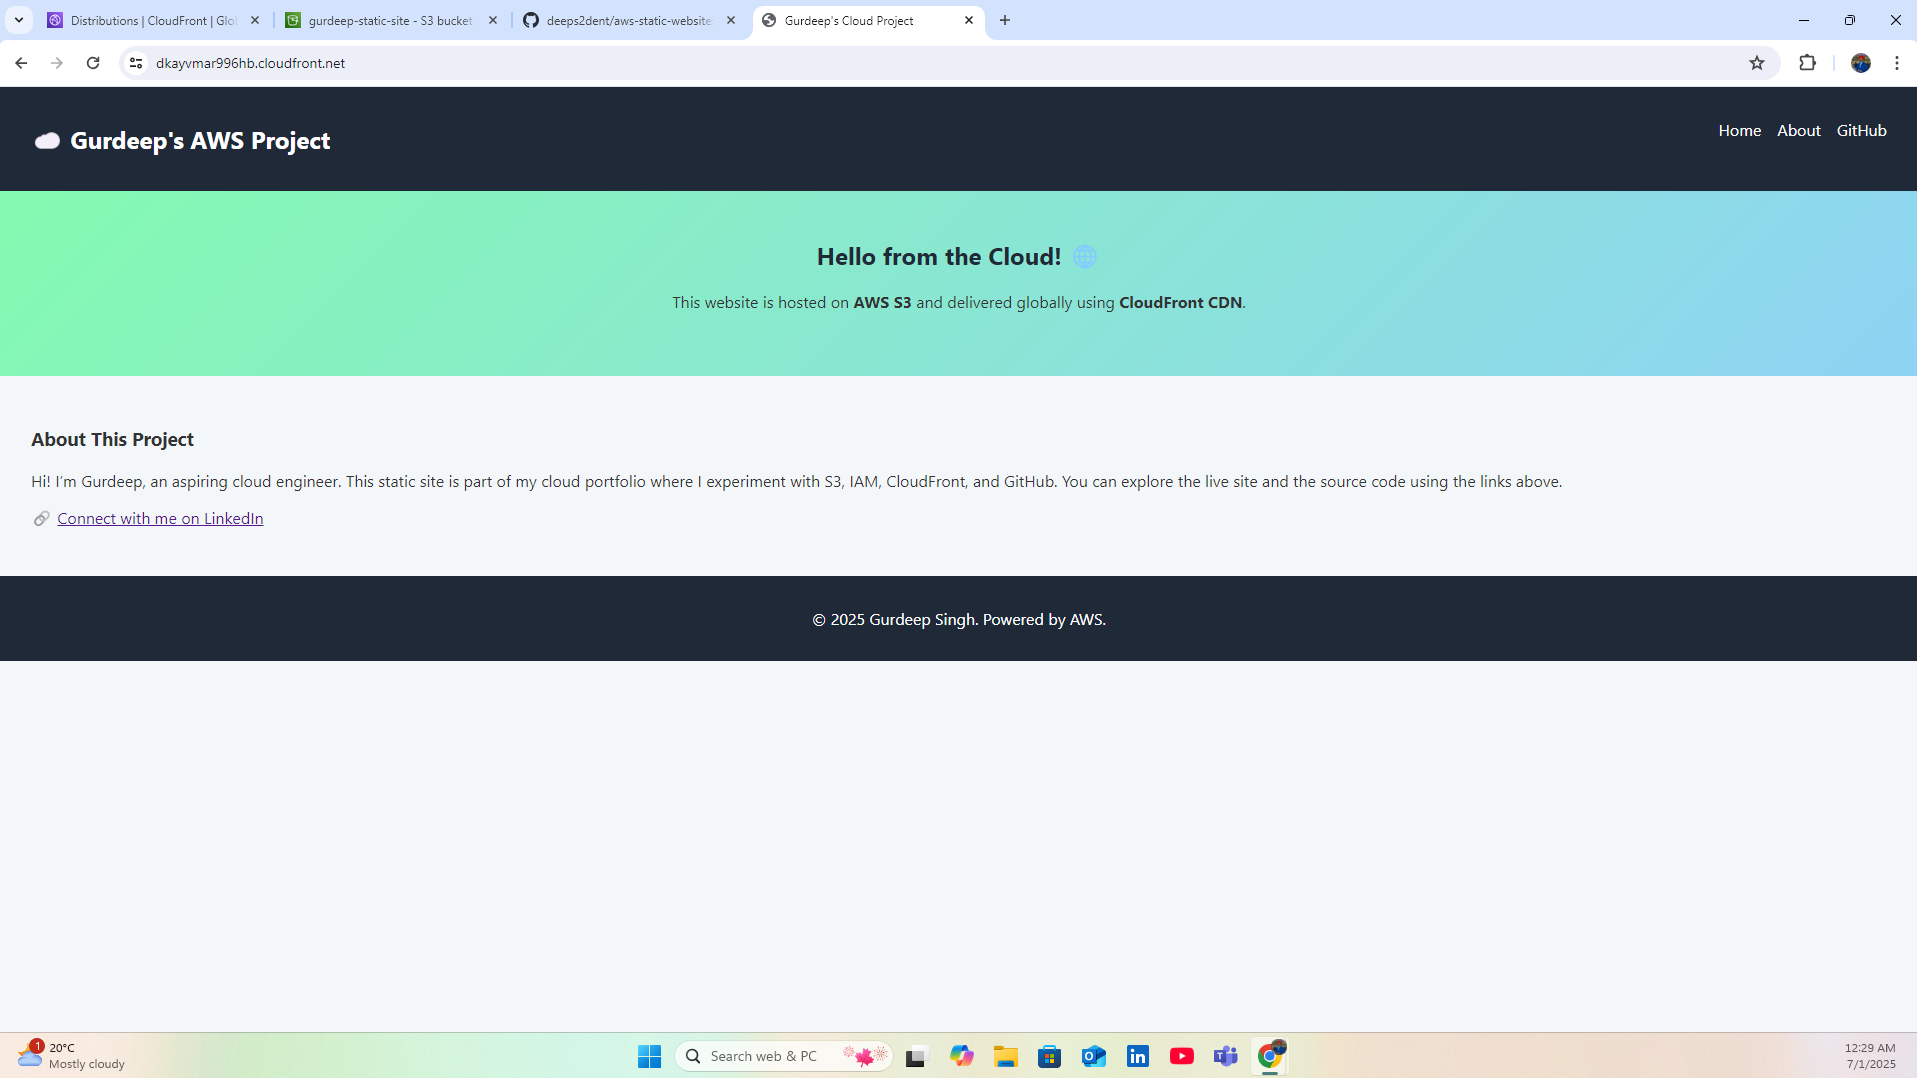 Distributions | CloudFront | Glo
gurdeep-static-site - S3 bucket
deeps2dent/aws-static-website
Gurdeep's Cloud Project
dkayvmar996hb.cloudfront.net
Gurdeep's AWS Project
Home About GitHub
Hello from the Cloud!
This website is hosted on AWS S3 and delivered globally using CloudFront CDN.
About This Project
Hi! I'm Gurdeep, an aspiring cloud engineer. This static site is part of my cloud portfolio where I experiment with S3, IAM, CloudFront, and GitHub. You can explore the live site and the source code using the links above.
Connect with me on LinkedIn
© 2025 Gurdeep Singh. Powered by AWS.
1
20°C
Mostly cloudy
Search web & PC
12:29 AM
7/1/2025